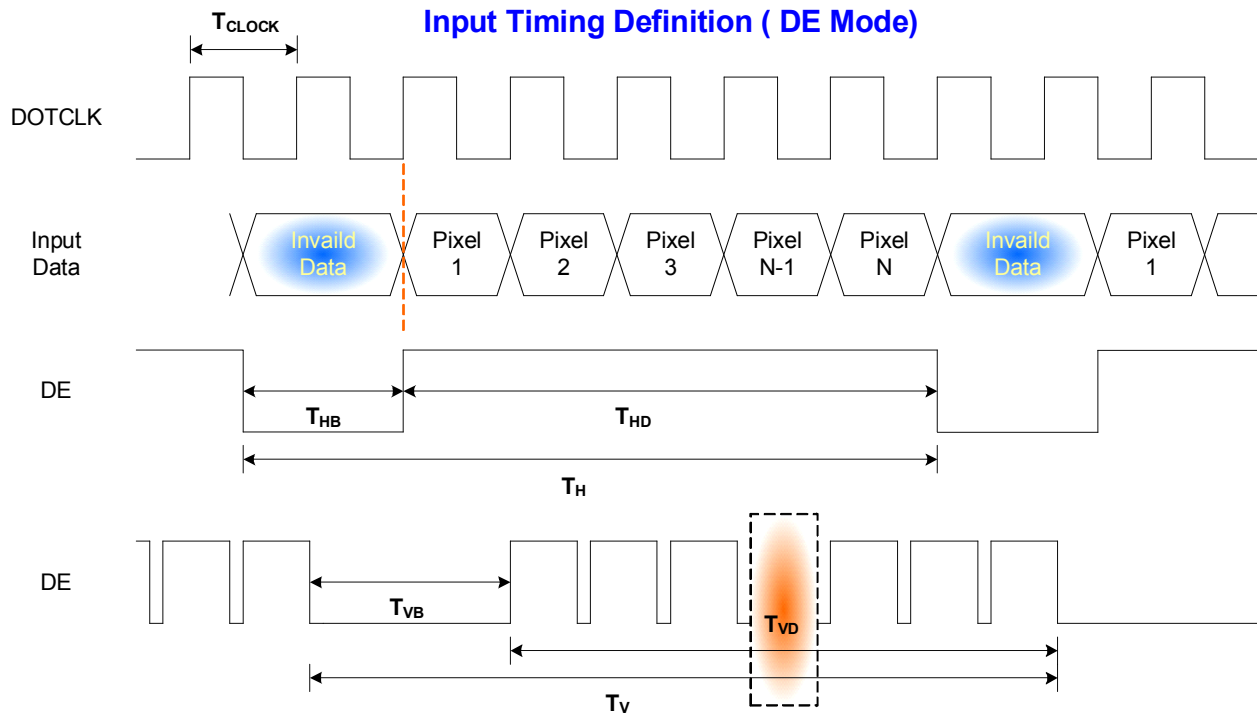 Input Timing Definition ( DE Mode)
TCLOCK
DOTCLK
Input
Data
Invaild
Data
Pixel
1
Pixel
2
Pixel
3
Pixel
N-1
Pixel
N
Invaild
Data
Pixel
1
DE
THB
THD
TH
DE
TVB
TVD
TV